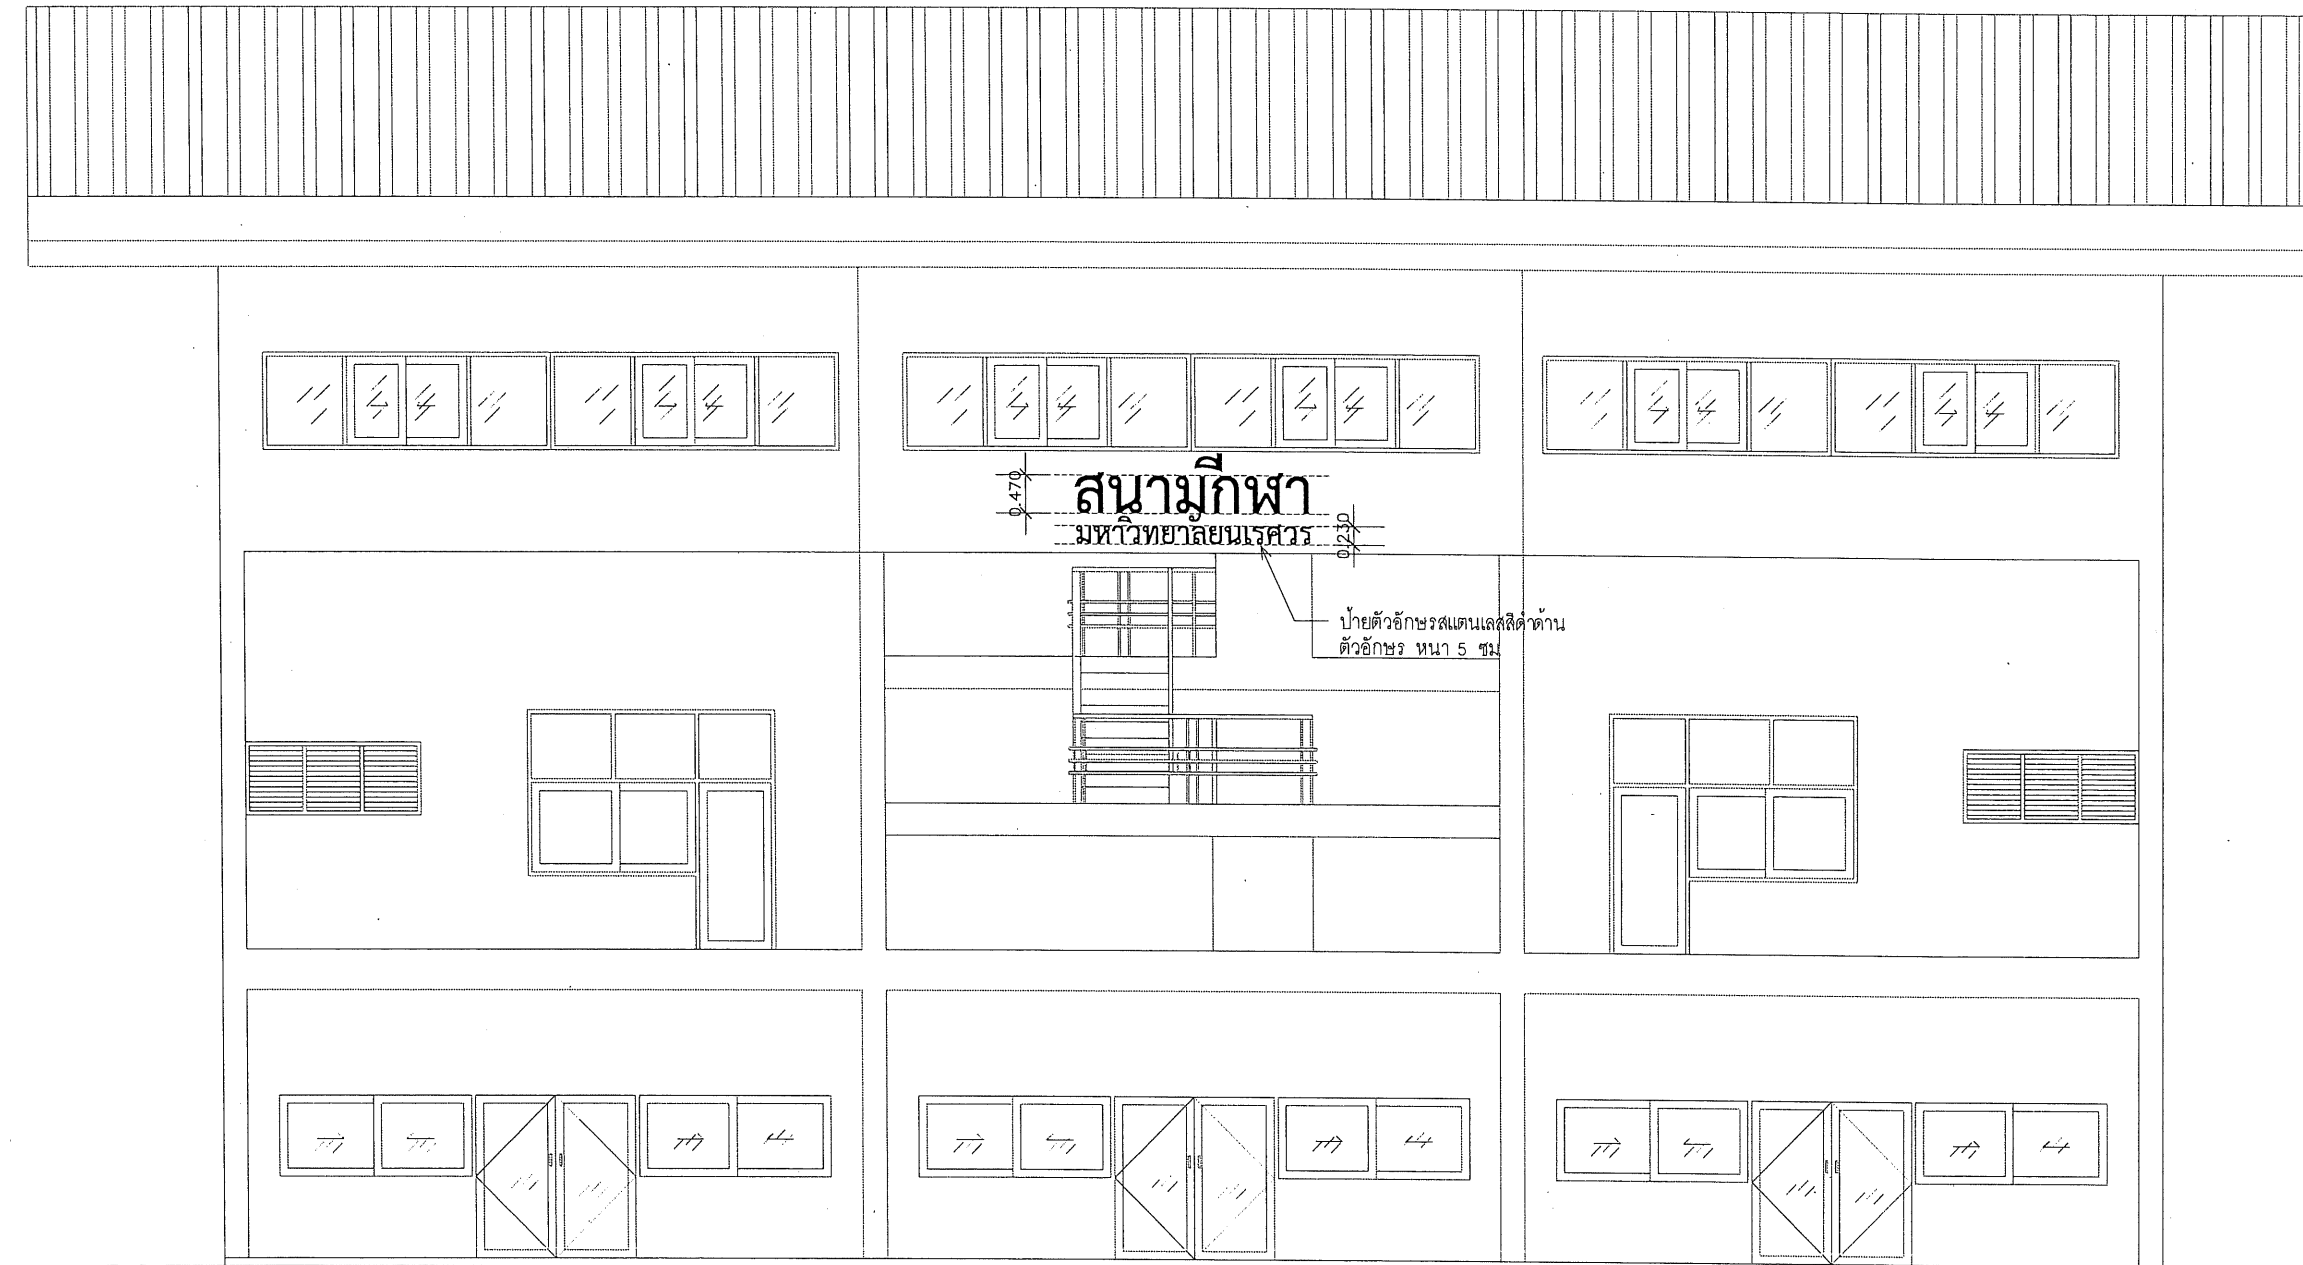 สนามกีฬา
0.470
มหาวิทยาลัยนเรศวร
0.230
ป้ายตัวอักษรสแตนเลสสีดำด้าน
ตัวอักษร หนา 5 ซม